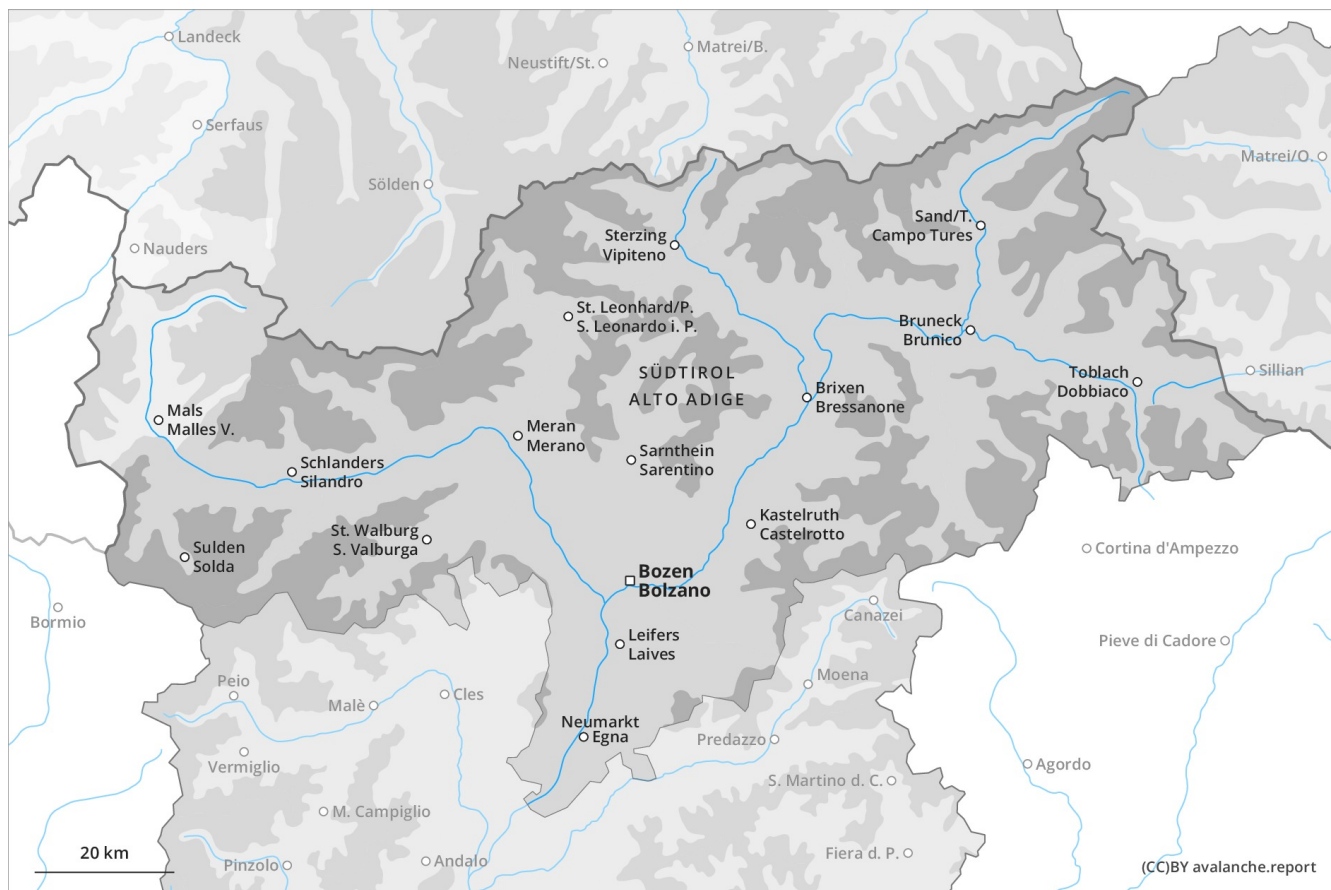 Landeck
Matrei/B.
Neustift/St.
Serfaus
Matrei/O.
Sölden
Sand/T.
Campo Tures
Sterzing
Vipiteno
Nauders
St. Leonhard/P.
S. Leonardo i. P.
Bruneck
Brunico
SÜDTIROL
ALTO ADIGE
Toblach
Dobbiaco
Sillian
Brixen
Bressanone
Mals
Malles V.
Meran
Merano
Sarnthein
Sarentino
Schlanders
Silandro
Kastelruth
Castelrotto
St. Walburg
S. Valburga
Sulden
Solda
Cortina d'Ampezzo
Bozen
Bolzano
Bormio
Canazei
Leifers
Laives
Pieve di Cadore
Moena
Peio
Malè
Cles
Neumarkt
Egna
Predazzo
Vermiglio
Agordo
S. Martino d. C.
M. Campiglio
20 km
Pinzolo
Andalo
Fiera d. P.
(CC)BY avalanche.report